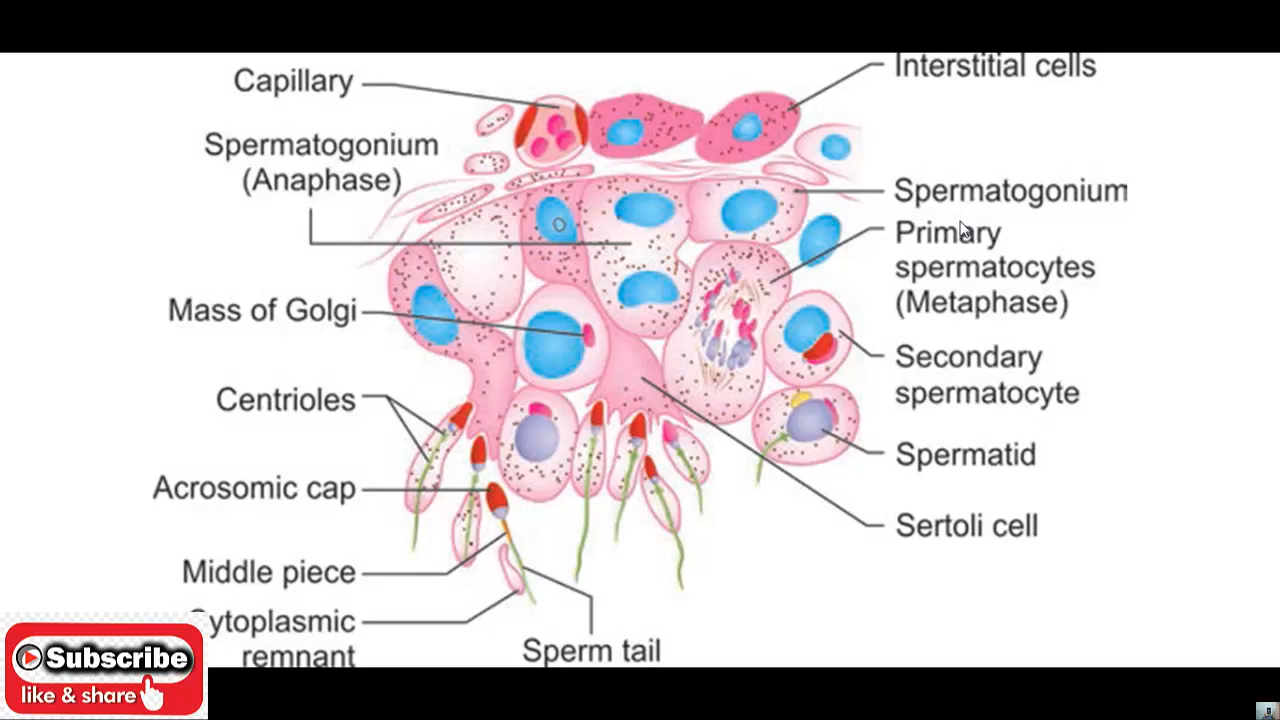 Capillary
Spermatogonium
(Anaphase)
Mass of Golgi
Centrioles
Acrosomic cap
Middle piece
Cytoplasmic
remnant
Sperm tail
Interstitial cells
Spermatogonium
Primary
spermatocytes
(Metaphase)
Secondary
spermatocyte
Spermatid
Sertoli cell
Subscribe
like & share